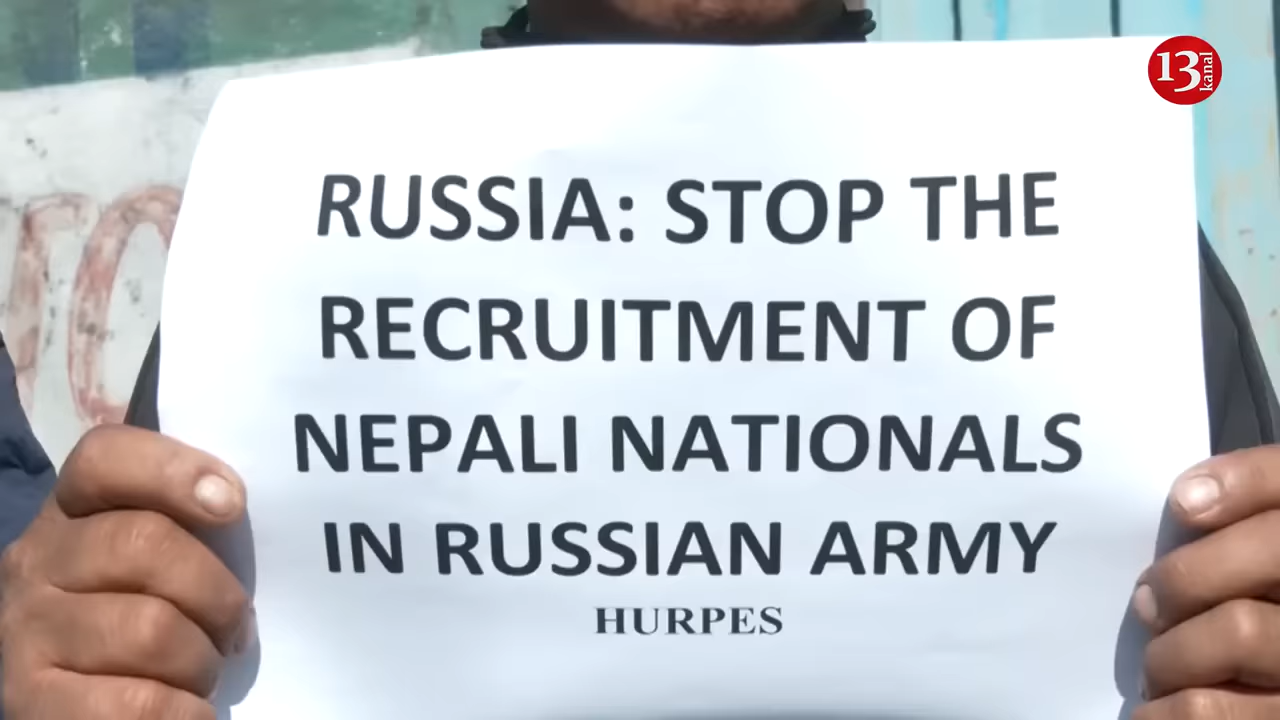 13 kanal
RUSSIA: STOP THE
RECRUITMENT OF
NEPALI NATIONALS
IN RUSSIAN ARMY
HURPES